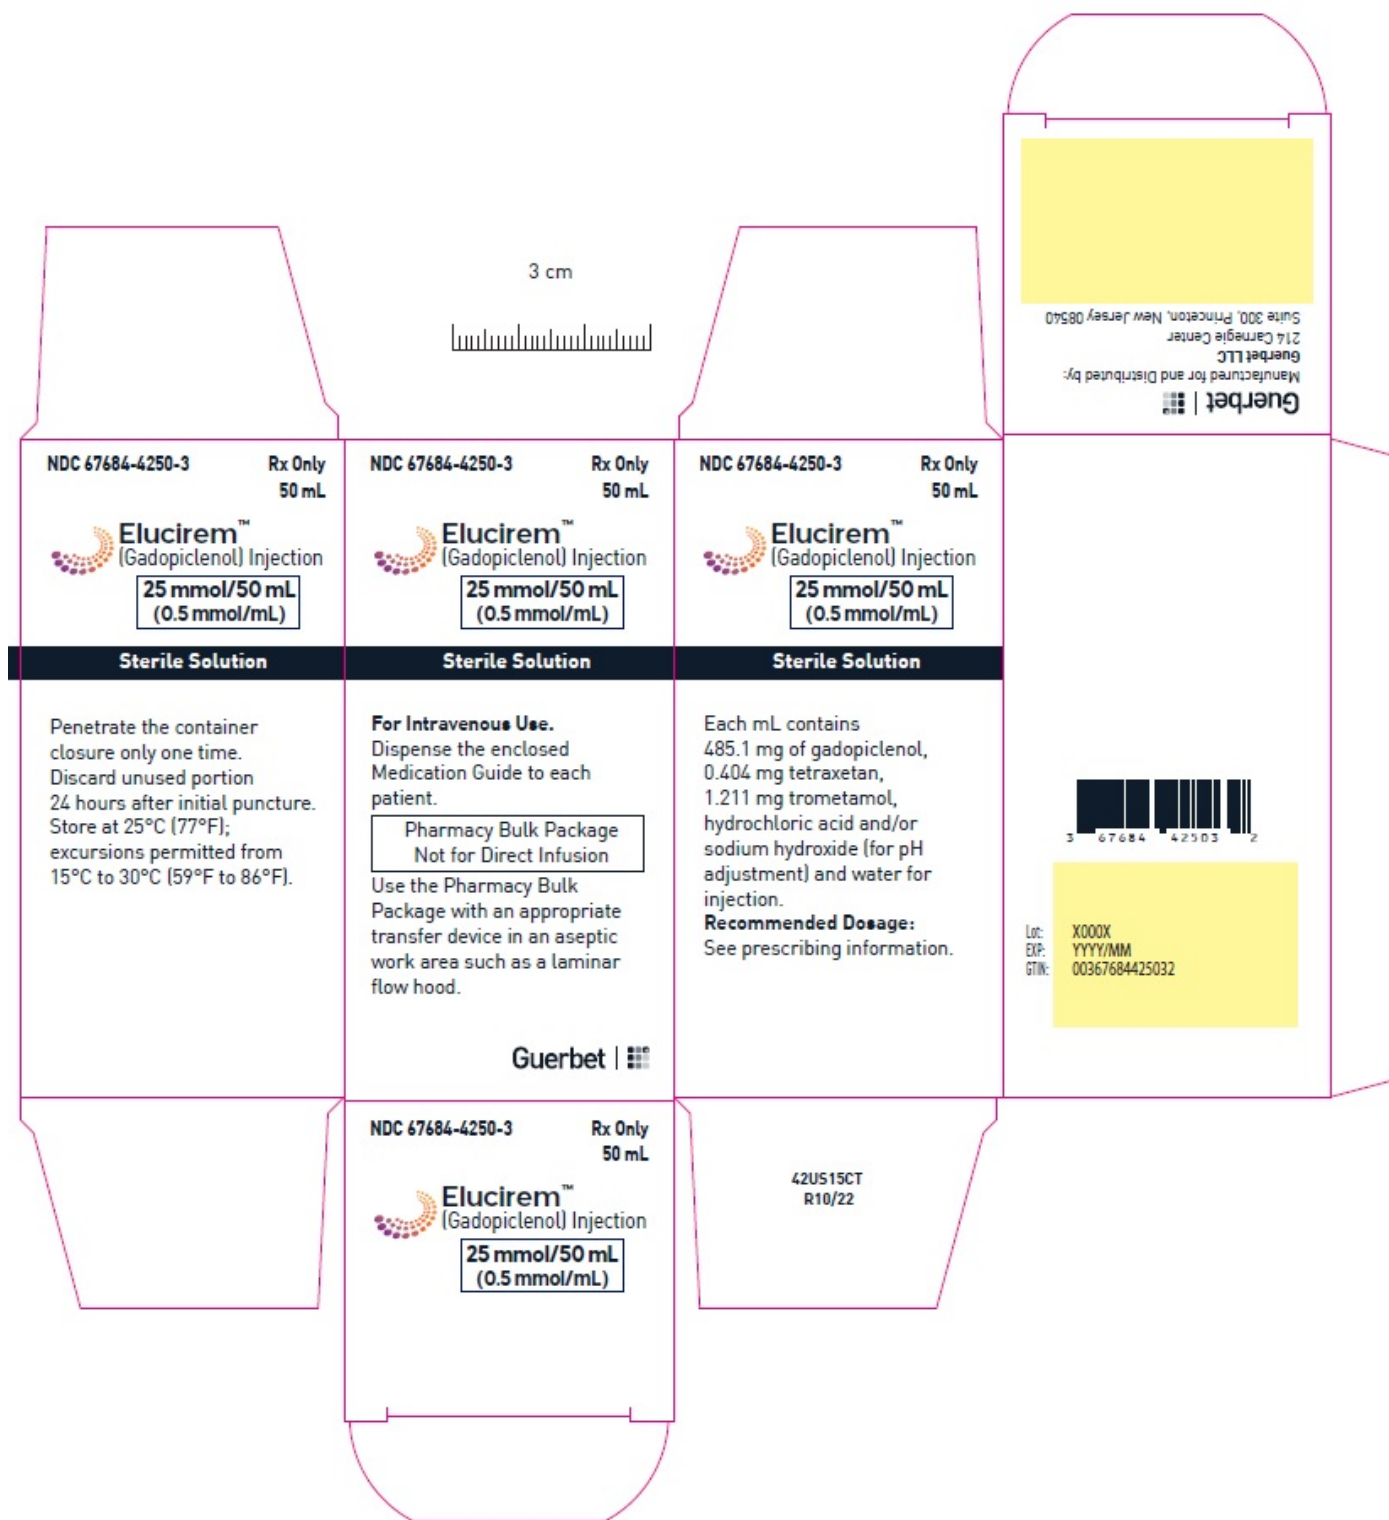 Suite 300, Princeton, New Jersey 08540
214 Carnegie Center
Guerbet LLC
Manufactured for and Distributed by:
Guerbet
3 cm
NDC 67684-4250-3 Rx Only
50 mL
Elucirem™
(Gadopiclenol) Injection
25 mmol/50 mL
(0.5 mmol/mL)
Sterile Solution
Penetrate the container
closure only one time.
Discard unused portion
24 hours after initial puncture.
Store at 25°C (77°F);
excursions permitted from
15°C to 30°C (59°F to 86°F).
NDC 67684-4250-3 Rx Only
50 mL
Elucirem™
(Gadopiclenol) Injection
25 mmol/50 mL
(0.5 mmol/mL)
Sterile Solution
For Intravenous Use.
Dispense the enclosed
Medication Guide to each
patient.
Pharmacy Bulk Package
Not for Direct Infusion
Use the Pharmacy Bulk
Package with an appropriate
transfer device in an aseptic
work area such as a laminar
flow hood.
Guerbet
NDC 67684-4250-3 Rx Only
50 mL
Elucirem™
(Gadopiclenol) Injection
25 mmol/50 mL
(0.5 mmol/mL)
Sterile Solution
Each mL contains
485.1 mg of gadopiclenol,
0.404 mg tetraxetan,
1.211 mg trometamol,
hydrochloric acid and/or
sodium hydroxide (for pH
adjustment) and water for
injection.
Recommended Dosage:
See prescribing information.
3 67684 42503 2
Lot: X000X
EXP: YYYY/MM
GTIN: 00367684425032
NDC 67684-4250-3 Rx Only
50 mL
Elucirem™
(Gadopiclenol) Injection
25 mmol/50 mL
(0.5 mmol/mL)
42US15CT
R10/22